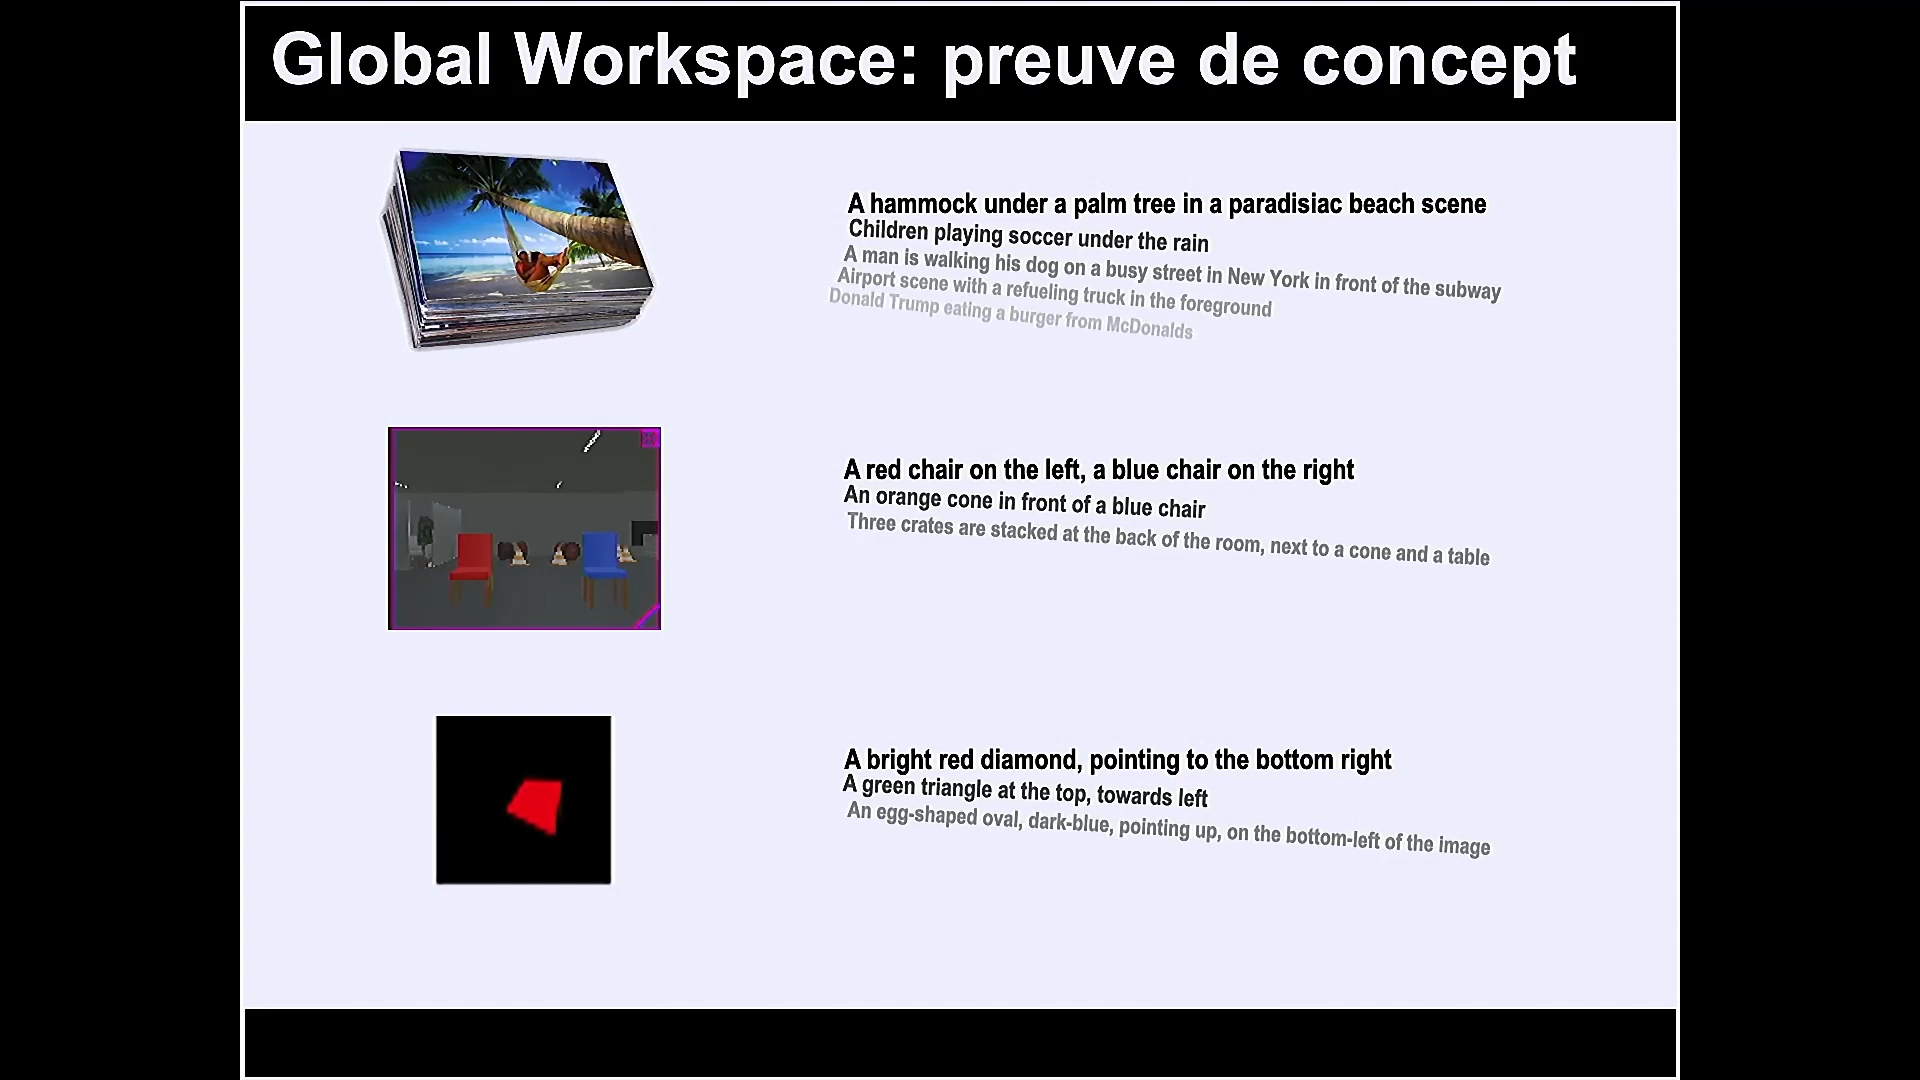 Global Workspace: preuve de concept
A hammock under a palm tree in a paradisiac beach scene
Children playing soccer under the rain
A man is walking his dog on a busy street in New York in front of the subway
Airport scene with a refueling truck in the foreground
Donald Trump eating a burger from McDonalds
A red chair on the left, a blue chair on the right
An orange cone in front of a blue chair
Three crates are stacked at the back of the room, next to a cone and a table
A bright red diamond, pointing to the bottom right
A green triangle at the top, towards left
An egg-shaped oval, dark-blue, pointing up, on the bottom-left of the image